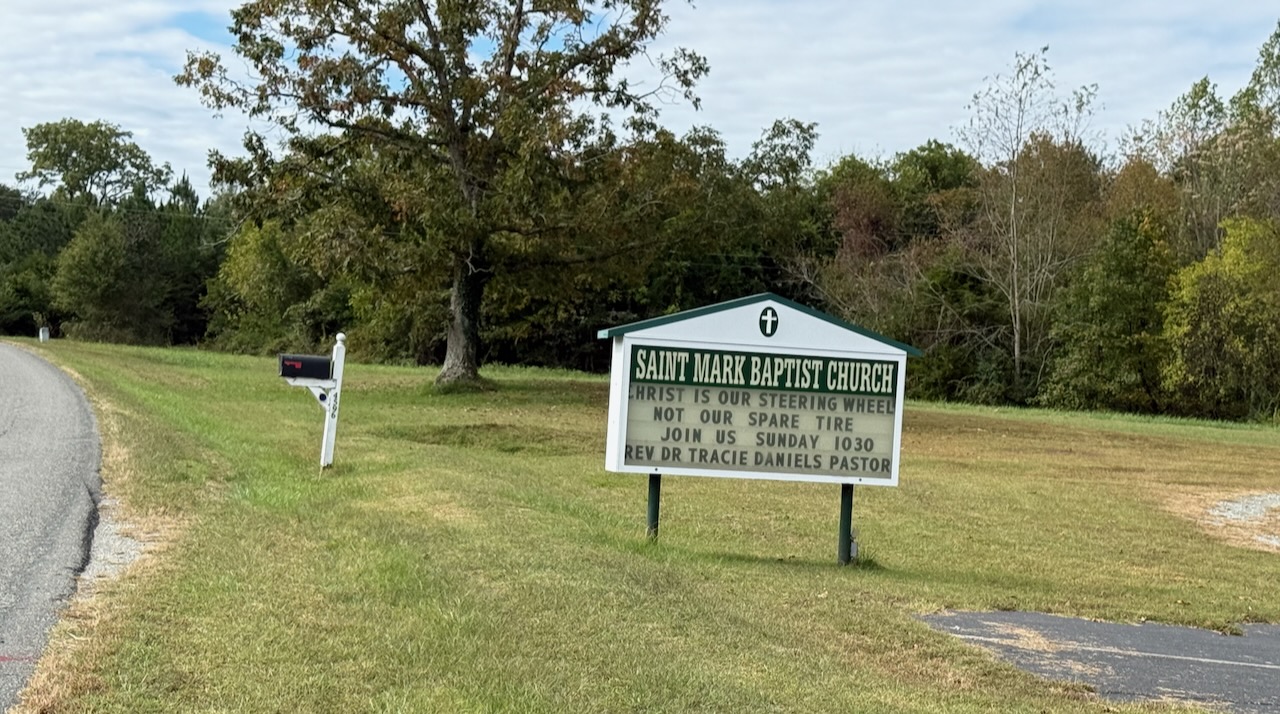 SAINT MARK BAPTIST CHURCH
CHRIST IS OUR STEERING WHEEL
NOT OUR SPARE TIRE
JOIN US SUNDAY 1030
REV DR TRACIE DANIELS PASTOR